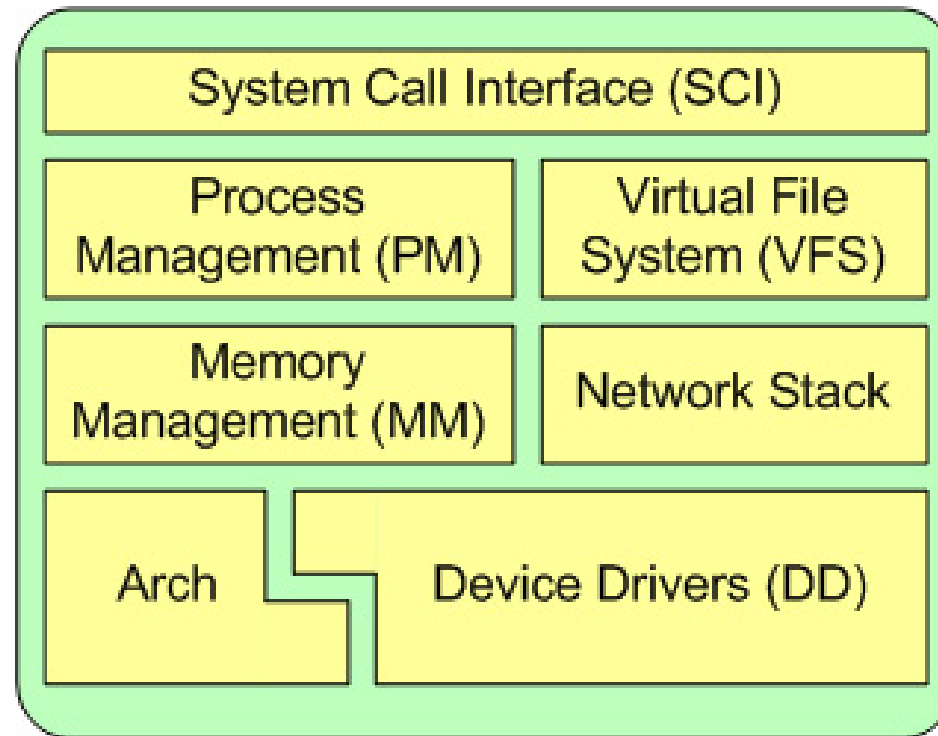 System Call Interface (SCI)
Process
Management (PM)
Virtual File
System (VFS)
Memory
Management (MM)
Network Stack
Arch
Device Drivers (DD)